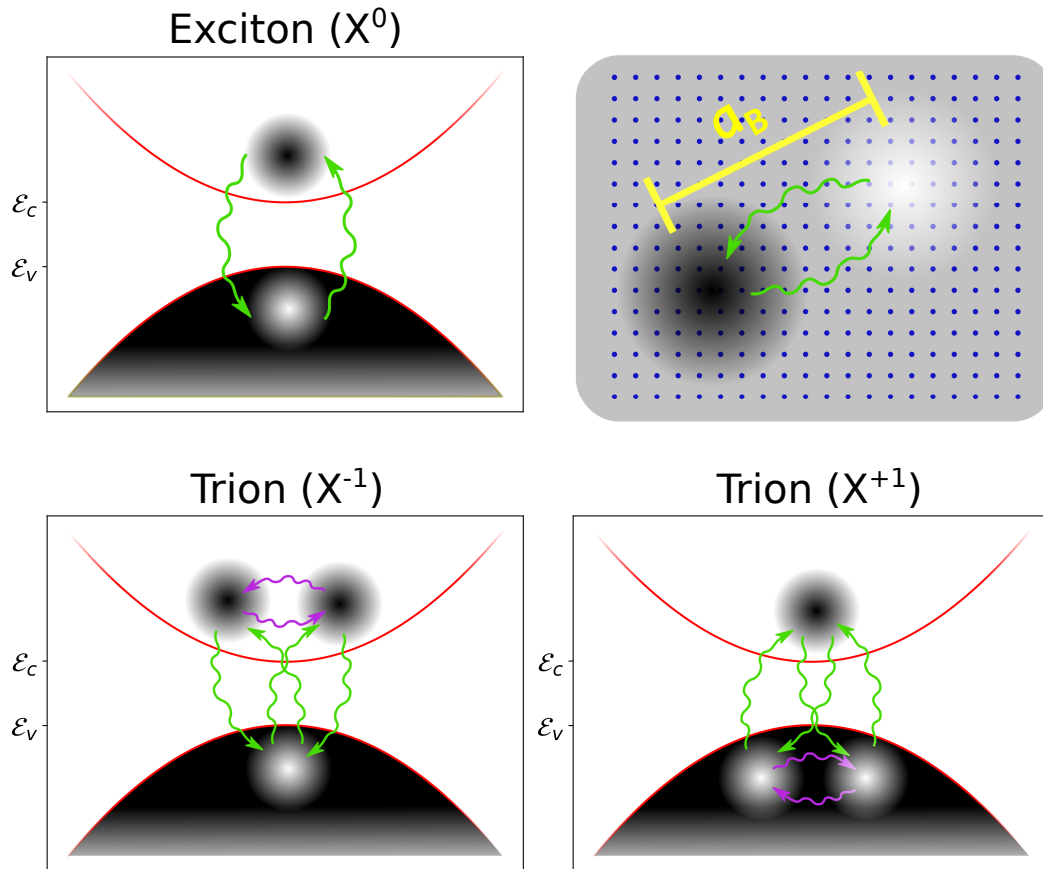 Exciton (X⁰)
ℰc
ℰv
aB
Trion (X⁻¹)
ℰc
ℰv
Trion (X⁺¹)
ℰc
ℰv